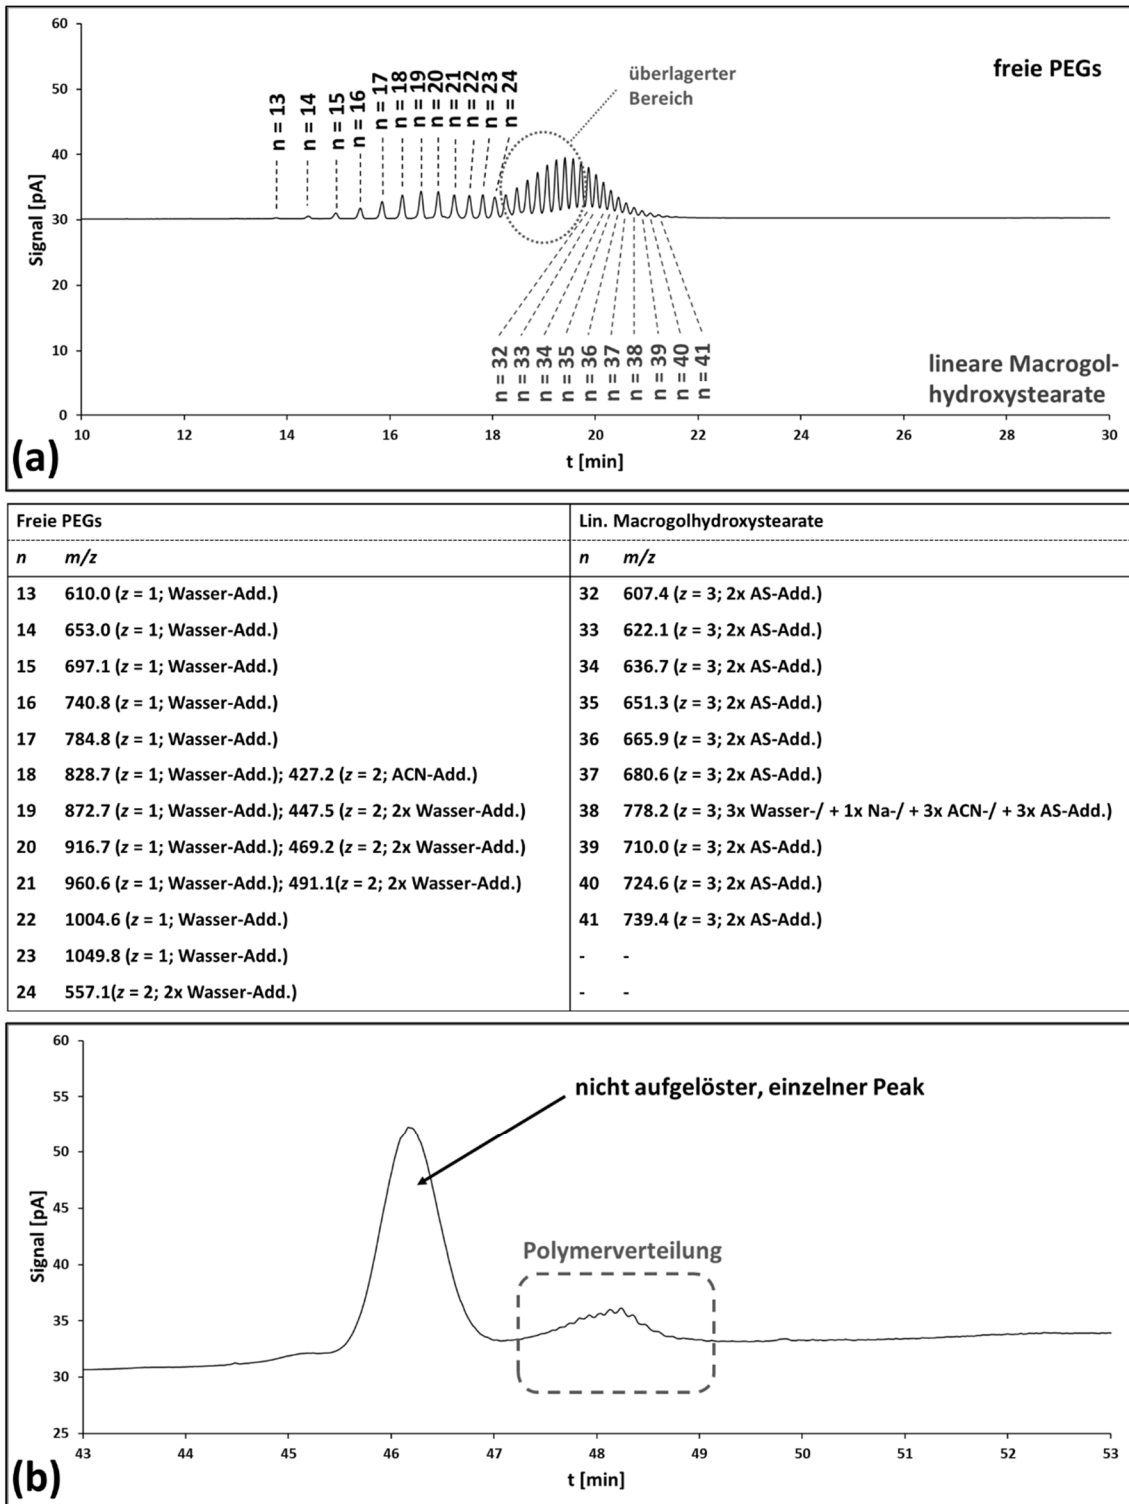 60
50
40
30
20
10
0
Signal [pA]
n = 13
n = 14
n = 15
n = 16
n = 17
n = 18
n = 19
n = 20
n = 21
n = 22
n = 23
n = 24
überlagerter
Bereich
freie PEGs
n = 32
n = 33
n = 34
n = 35
n = 36
n = 37
n = 38
n = 39
n = 40
n = 41
lineare Macrogol-
hydroxystearate
10 12 14 16 18 20 22 24 26 28 30
t [min]
(a)
Freie PEGs Lin. Macrogolhydroxystearate
n m/z n m/z
13 610.0 (z = 1; Wasser-Add.) 32 607.4 (z = 3; 2x AS-Add.)
14 653.0 (z = 1; Wasser-Add.) 33 622.1 (z = 3; 2x AS-Add.)
15 697.1 (z = 1; Wasser-Add.) 34 636.7 (z = 3; 2x AS-Add.)
16 740.8 (z = 1; Wasser-Add.) 35 651.3 (z = 3; 2x AS-Add.)
17 784.8 (z = 1; Wasser-Add.) 36 665.9 (z = 3; 2x AS-Add.)
18 828.7 (z = 1; Wasser-Add.); 427.2 (z = 2; ACN-Add.) 37 680.6 (z = 3; 2x AS-Add.)
19 872.7 (z = 1; Wasser-Add.); 447.5 (z = 2; 2x Wasser-Add.) 38 778.2 (z = 3; 3x Wasser-/ + 1x Na-/ + 3x ACN-/ + 3x AS-Add.)
20 916.7 (z = 1; Wasser-Add.); 469.2 (z = 2; 2x Wasser-Add.) 39 710.0 (z = 3; 2x AS-Add.)
21 960.6 (z = 1; Wasser-Add.); 491.1(z = 2; 2x Wasser-Add.) 40 724.6 (z = 3; 2x AS-Add.)
22 1004.6 (z = 1; Wasser-Add.) 41 739.4 (z = 3; 2x AS-Add.)
23 1049.8 (z = 1; Wasser-Add.) - -
24 557.1(z = 2; 2x Wasser-Add.) - -
60
55
50
45
40
35
30
25
Signal [pA]
nicht aufgelöster, einzelner Peak
Polymerverteilung
43 44 45 46 47 48 49 50 51 52 53
t [min]
(b)